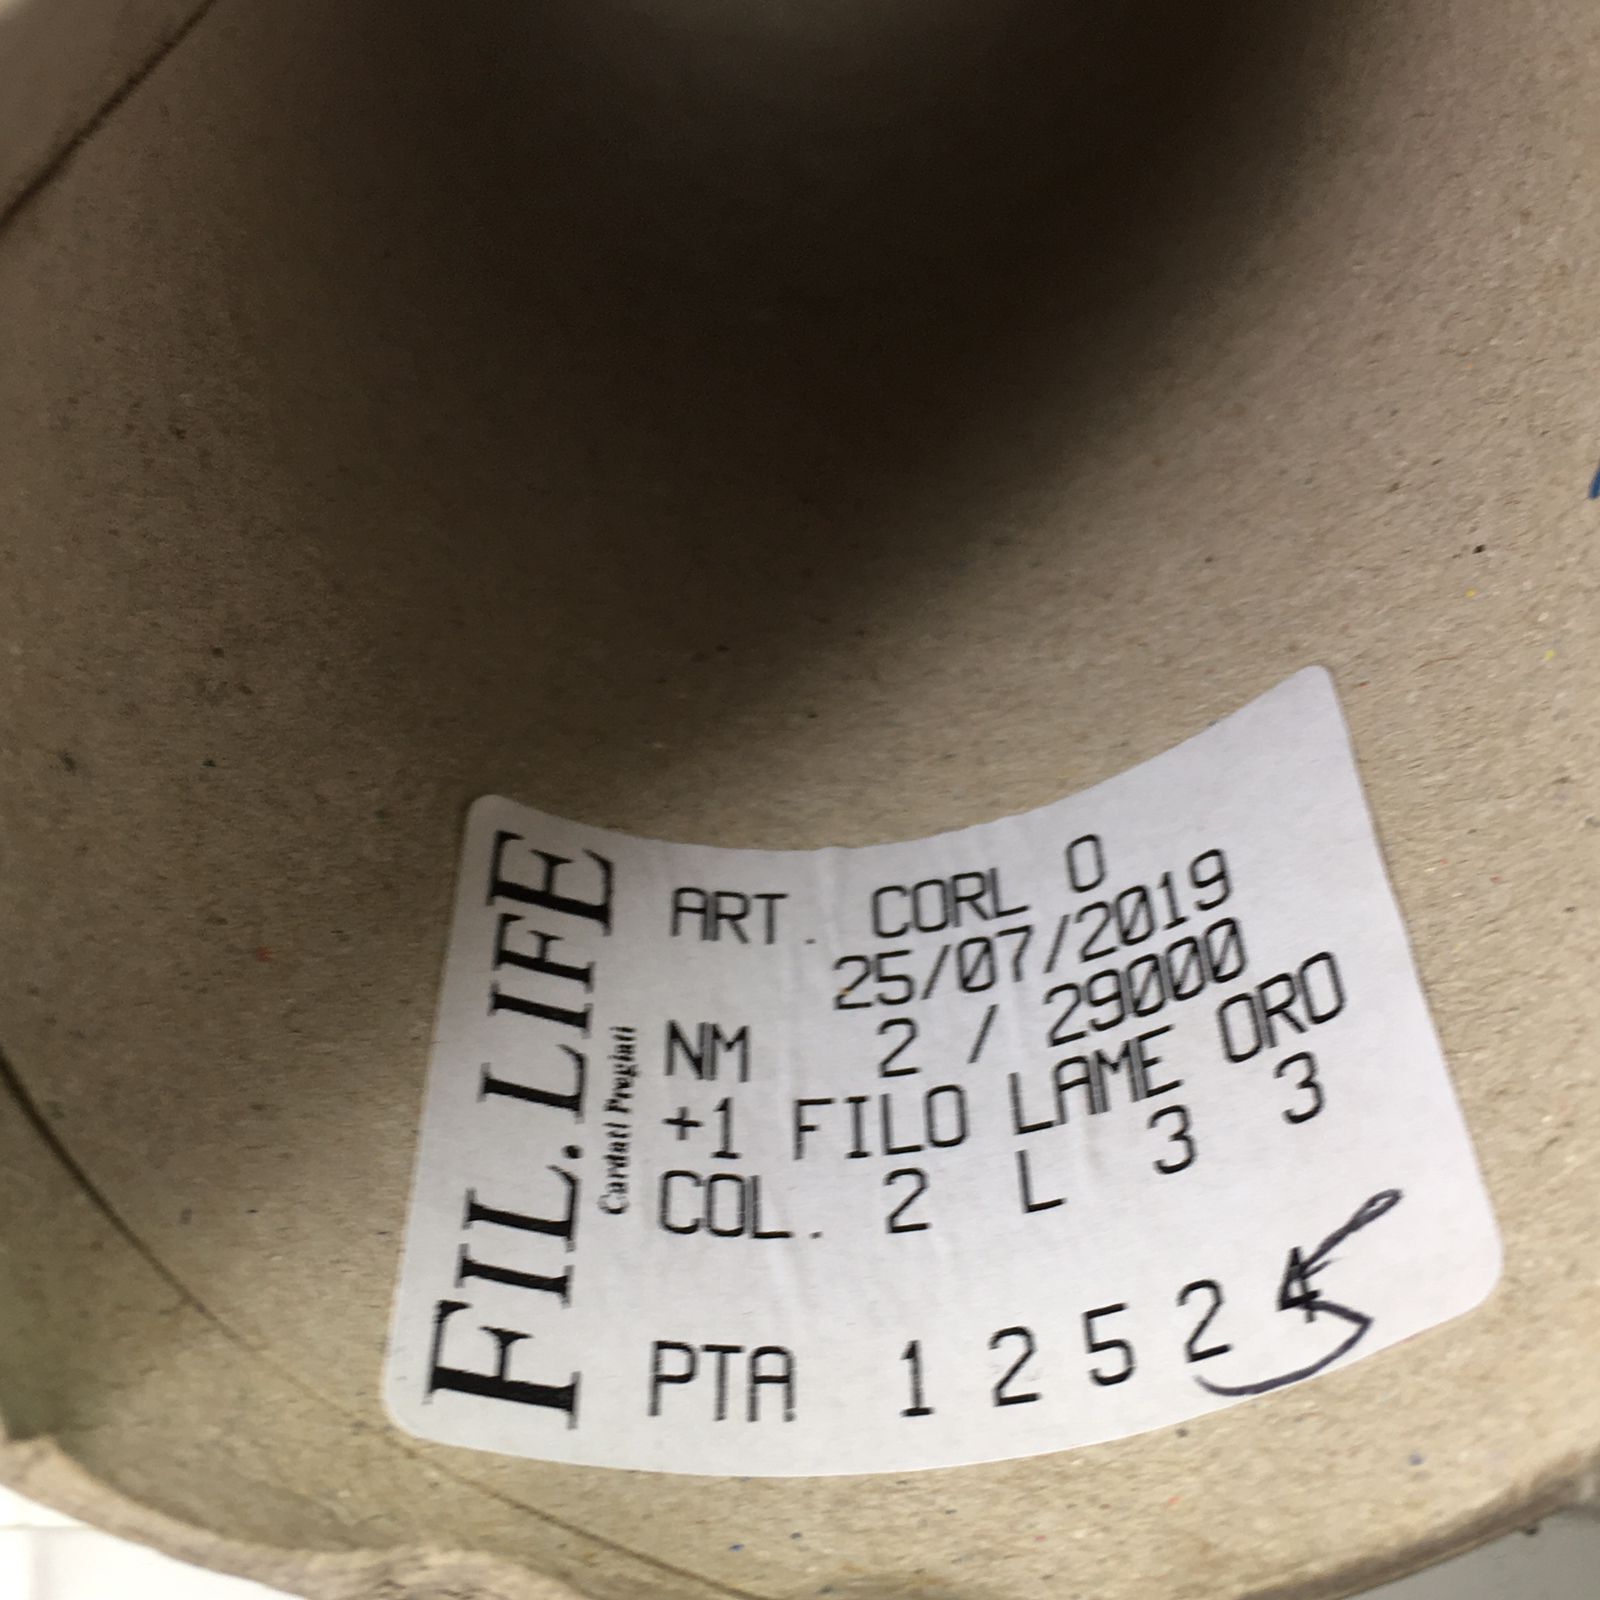 FIL.LIFE
Cardati Pregiati
ART. CORL O
25/07/2019
NM 2 / 29000
+1 FILO LAME ORO
COL. 2 L 3 3
PTA 1 2 5 2